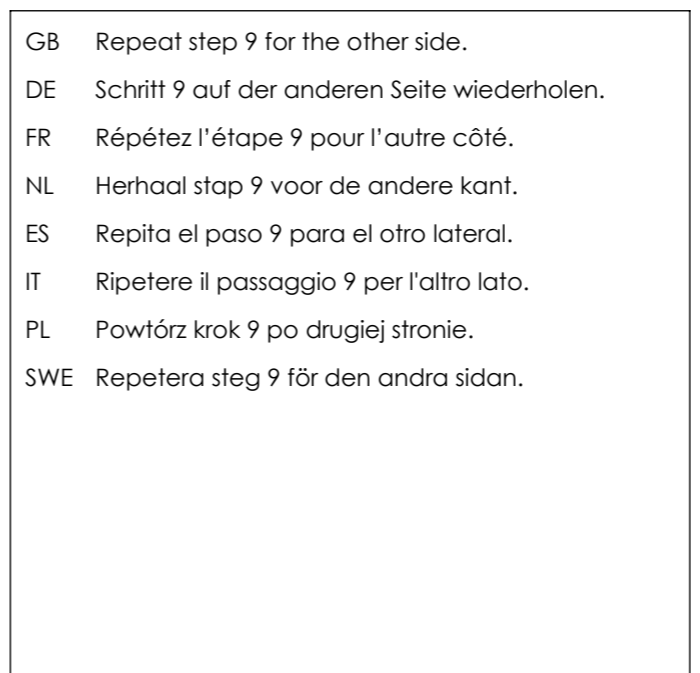 GB Repeat step 9 for the other side.
DE Schritt 9 auf der anderen Seite wiederholen.
FR Répétez l’étape 9 pour l’autre côté.
NL Herhaal stap 9 voor de andere kant.
ES Repita el paso 9 para el otro lateral.
IT Ripetere il passaggio 9 per l'altro lato.
PL Powtórz krok 9 po drugiej stronie.
SWE Repetera steg 9 för den andra sidan.